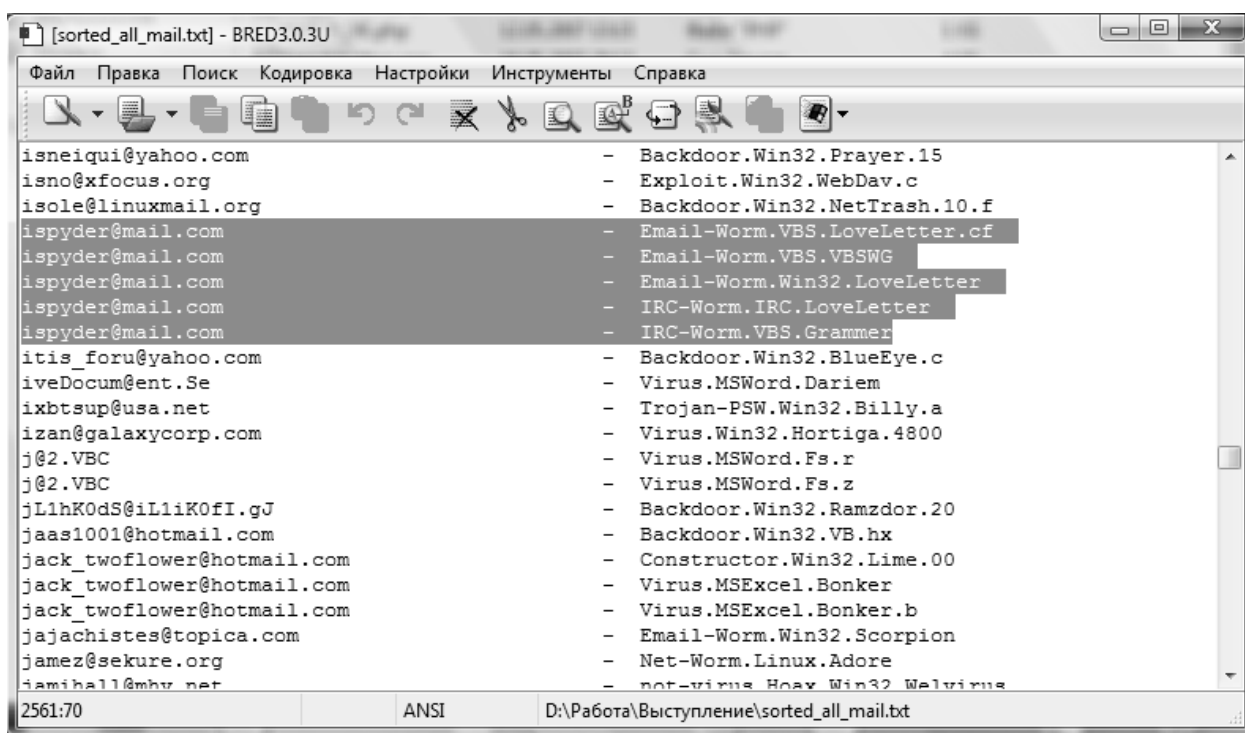 [sorted_all_mail.txt] - BRED3.0.3U
Файл Правка Поиск Кодировка Настройки Инструменты Справка
isneiqui@yahoo.com - Backdoor.Win32.Prayer.15
isno@xfocus.org - Exploit.Win32.WebDav.c
isole@linuxmail.org - Backdoor.Win32.NetTrash.10.f
ispyder@mail.com - Email-Worm.VBS.LoveLetter.cf
ispyder@mail.com - Email-Worm.VBS.VBSWG
ispyder@mail.com - Email-Worm.Win32.LoveLetter
ispyder@mail.com - IRC-Worm.IRC.LoveLetter
ispyder@mail.com - IRC-Worm.VBS.Grammer
itis_foru@yahoo.com - Backdoor.Win32.BlueEye.c
iveDocum@ent.Se - Virus.MSWord.Dariem
ixbtsup@usa.net - Trojan-PSW.Win32.Billy.a
izan@galaxycorp.com - Virus.Win32.Hortiga.4800
j@2.VBC - Virus.MSWord.Fs.r
j@2.VBC - Virus.MSWord.Fs.z
jL1hK0dS@iL1iK0fI.gJ - Backdoor.Win32.Ramzdor.20
jaas1001@hotmail.com - Backdoor.Win32.VB.hx
jack_twoflower@hotmail.com - Constructor.Win32.Lime.00
jack_twoflower@hotmail.com - Virus.MSExcel.Bonker
jack_twoflower@hotmail.com - Virus.MSExcel.Bonker.b
jajachistes@topica.com - Email-Worm.Win32.Scorpion
jamez@sekure.org - Net-Worm.Linux.Adore
jamihall@mhv.net - not-virus.Hoax.Win32.Welvirus
2561:70 ANSI D:\Работа\Выступление\sorted_all_mail.txt